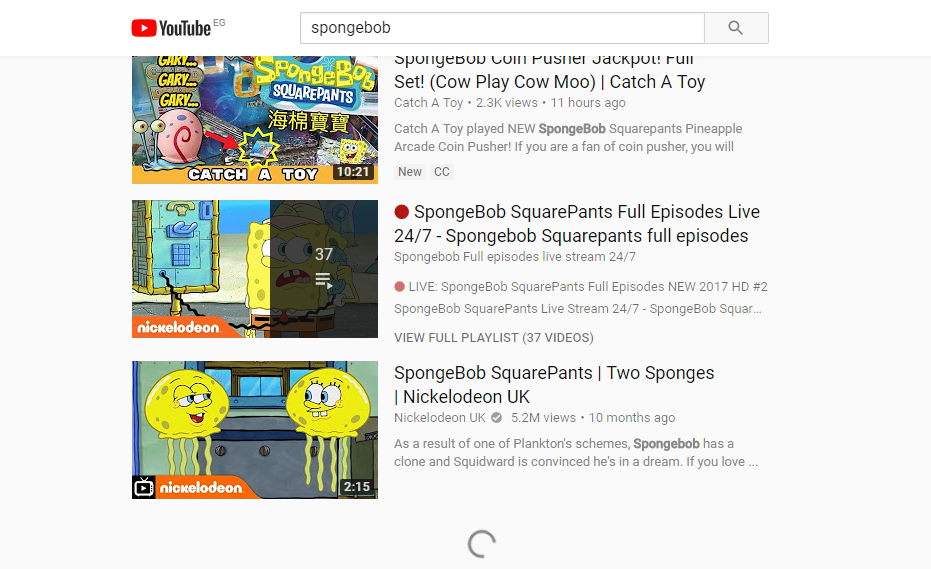 YouTube EG
spongebob
GARY...
GARY...
GARY...
SpongeBob
SQUAREPANTS
海棉寶寶
CATCH A TOY
10:21
SpongeBob Coin Pusher Jackpot! Full
Set! (Cow Play Cow Moo) | Catch A Toy
Catch A Toy • 2.3K views • 11 hours ago
Catch A Toy played NEW SpongeBob Squarepants Pineapple
Arcade Coin Pusher! If you are a fan of coin pusher, you will
New CC
37
nickelodeon
SpongeBob SquarePants Full Episodes Live
24/7 - Spongebob Squarepants full episodes
Spongebob Full episodes live stream 24/7
LIVE: SpongeBob SquarePants Full Episodes NEW 2017 HD #2
SpongeBob SquarePants Live Stream 24/7 - SpongeBob Squar...
VIEW FULL PLAYLIST (37 VIDEOS)
nickelodeon
2:15
SpongeBob SquarePants | Two Sponges
| Nickelodeon UK
Nickelodeon UK 5.2M views • 10 months ago
As a result of one of Plankton's schemes, Spongebob has a
clone and Squidward is convinced he's in a dream. If you love ...